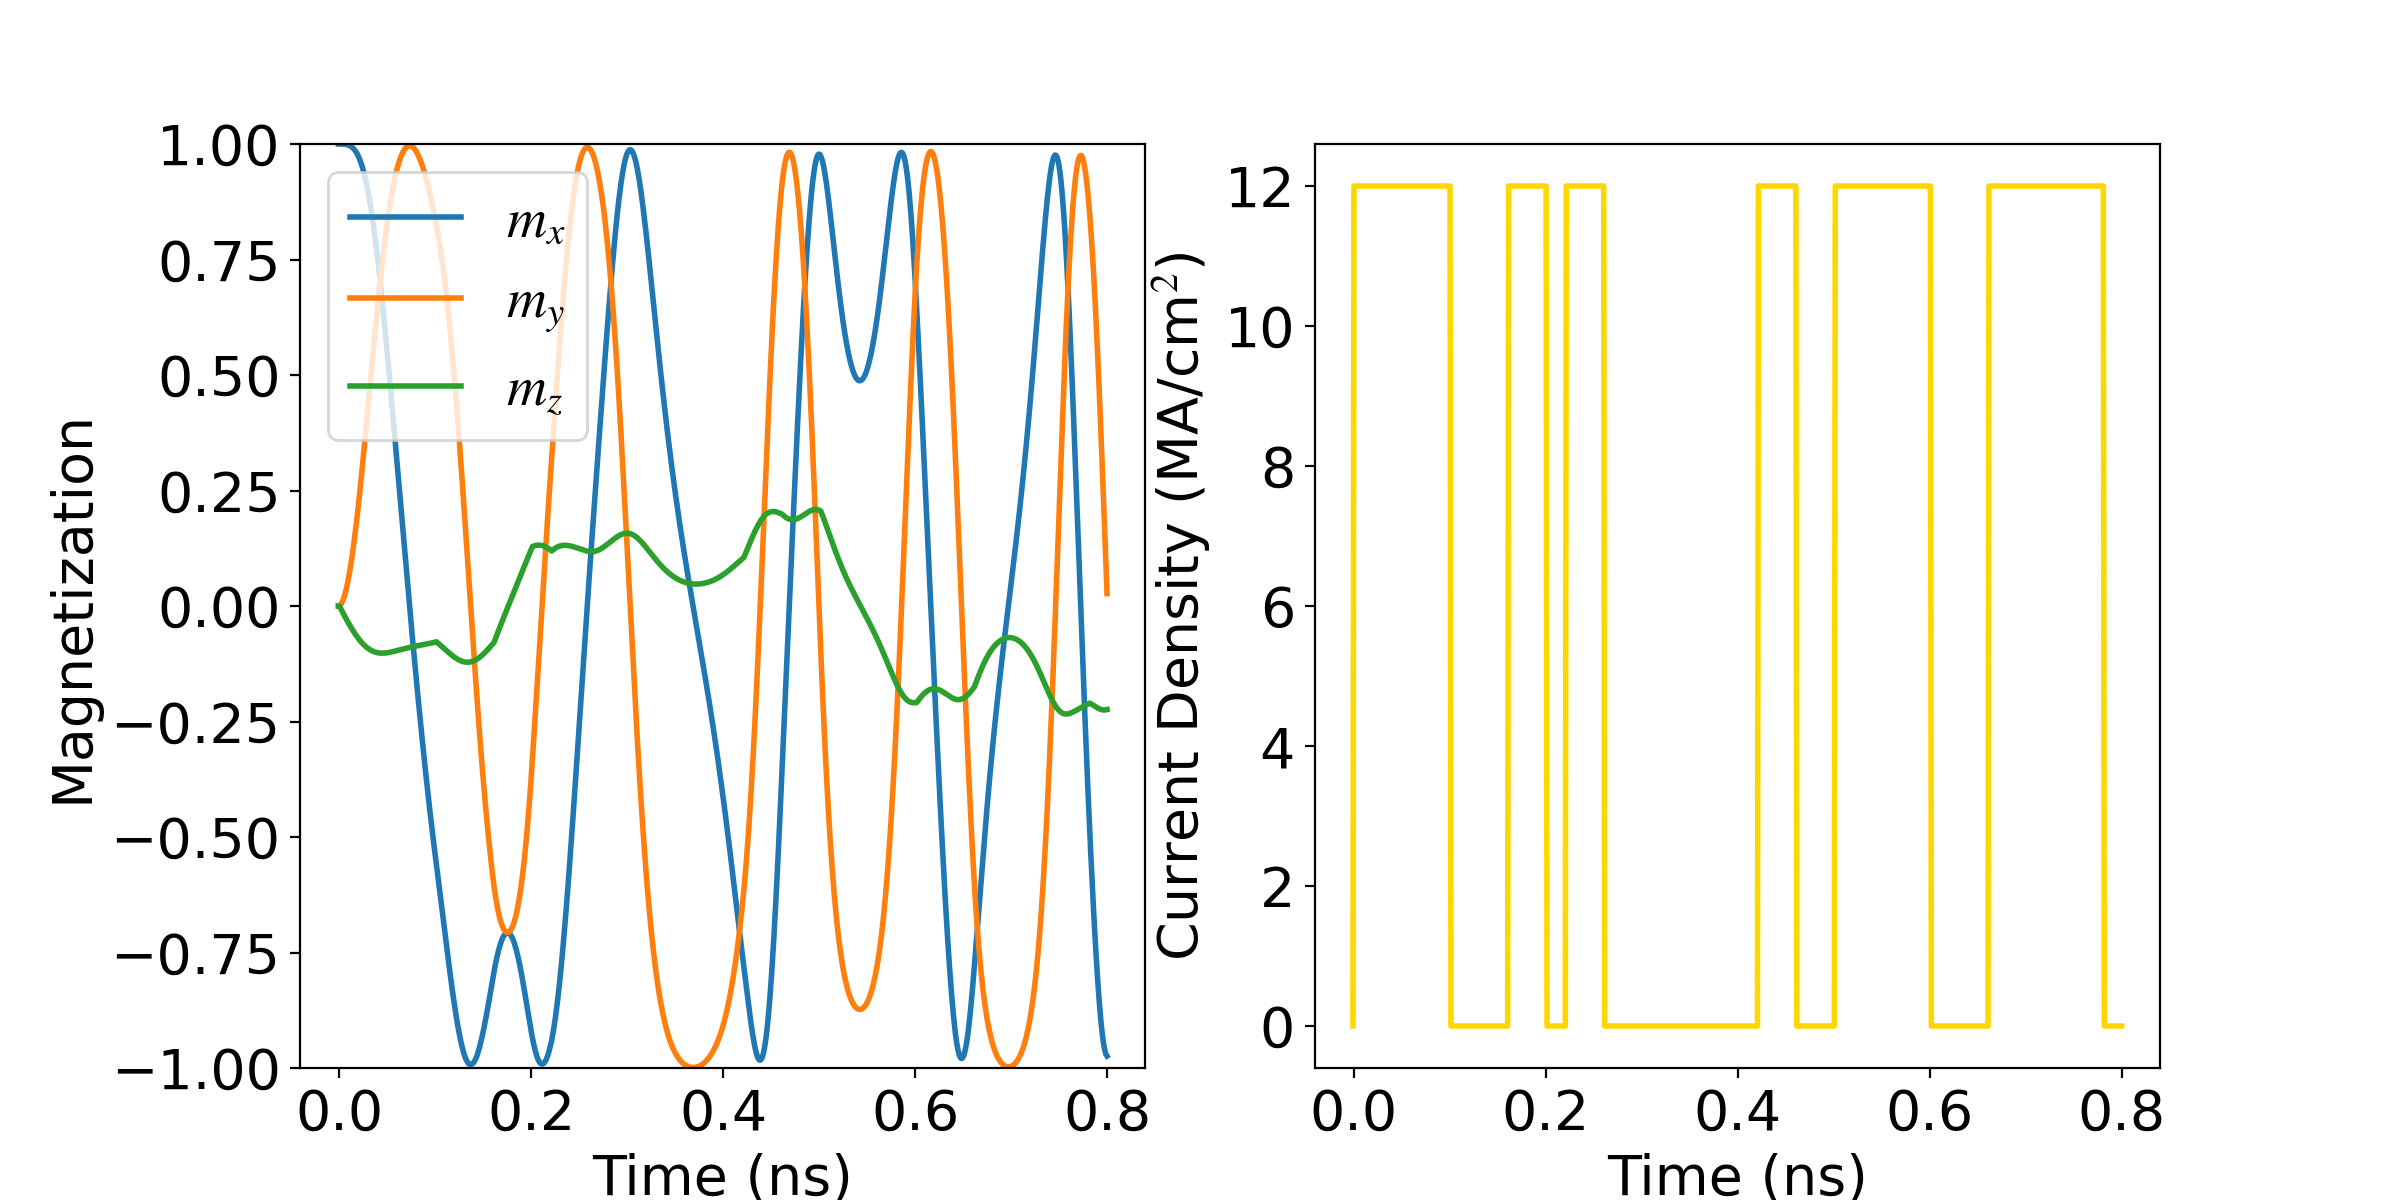 Magnetization
1.00
0.75
0.50
0.25
0.00
−0.25
−0.50
−0.75
−1.00
m_x
m_y
m_z
0.0 0.2 0.4 0.6 0.8
Time (ns)
Current Density (MA/cm²)
12
10
8
6
4
2
0
0.0 0.2 0.4 0.6 0.8
Time (ns)